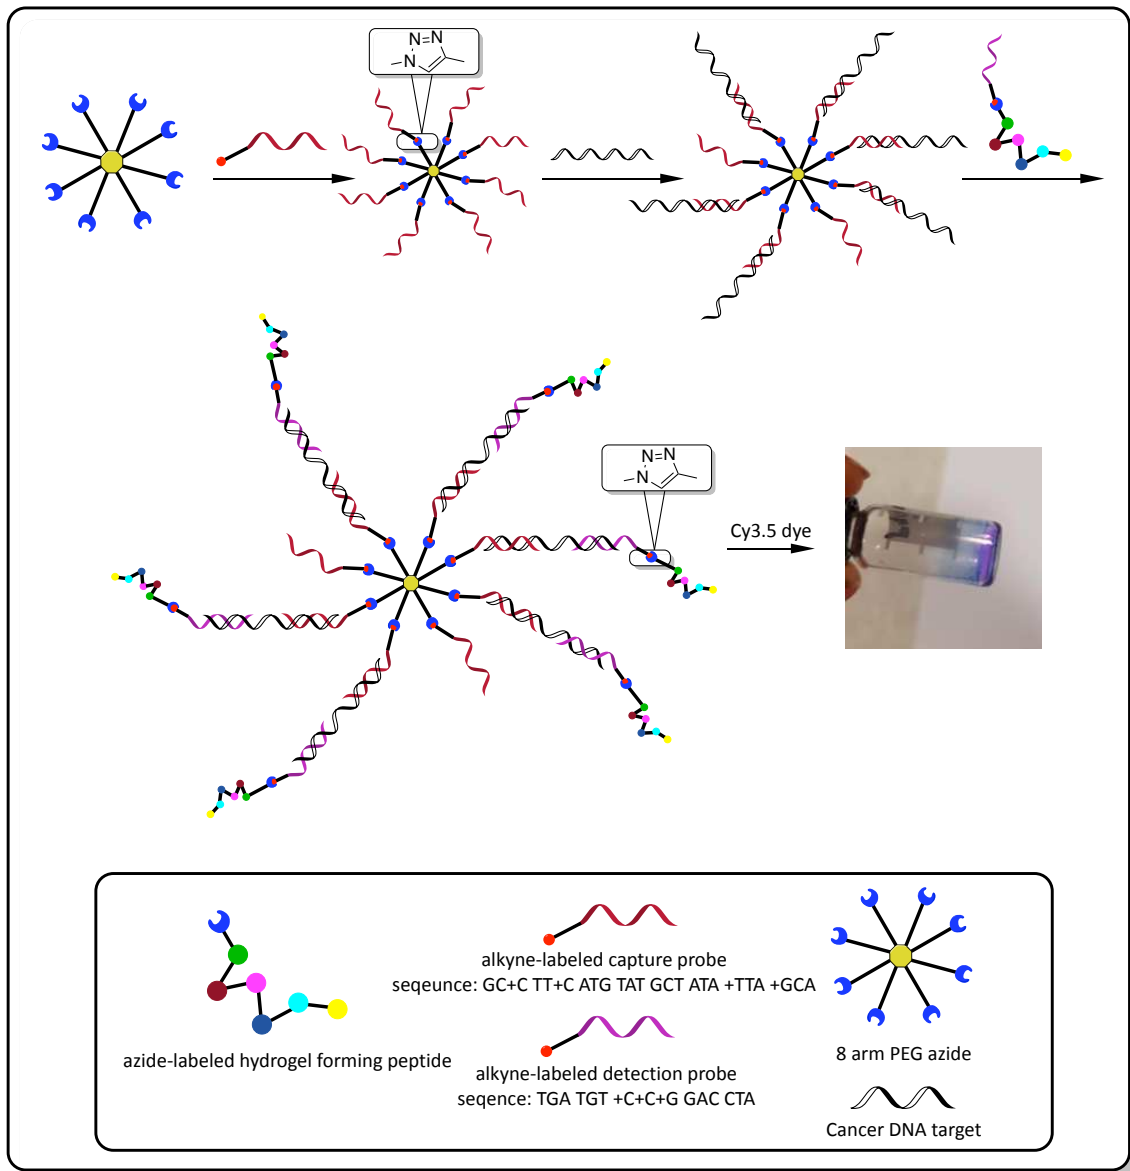 N=N
N
N=N
N
Cy3.5 dye
alkyne-labeled capture probe
seqeunce: GC+C TT+C ATG TAT GCT ATA +TTA +GCA
azide-labeled hydrogel forming peptide
alkyne-labeled detection probe
seqence: TGA TGT +C+C+G GAC CTA
8 arm PEG azide
Cancer DNA target